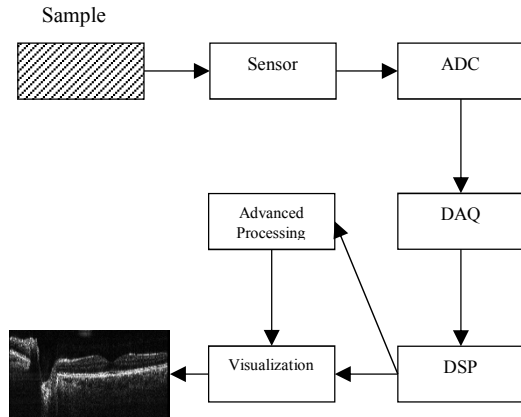 Sample
Sensor
ADC
Advanced
Processing
DAQ
Visualization
DSP